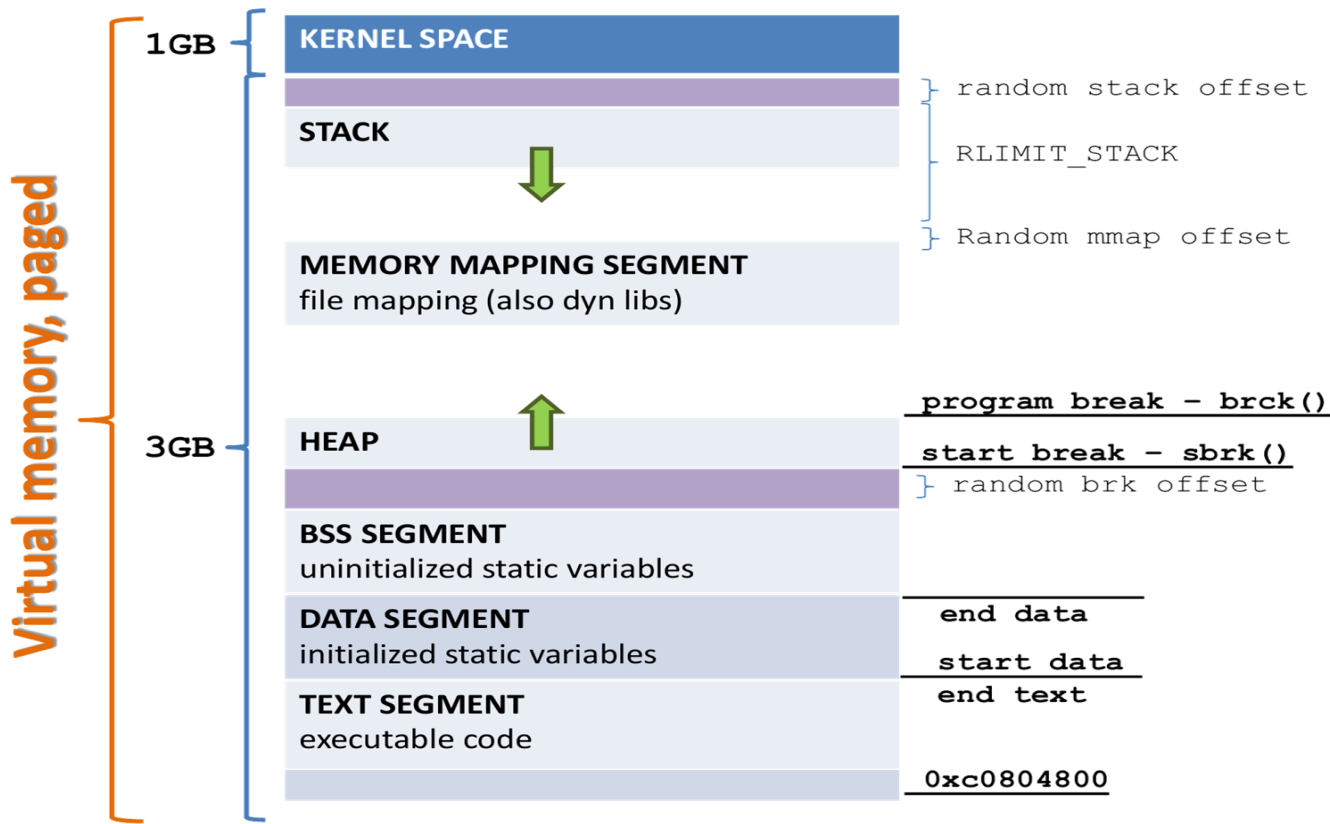 Virtual memory, paged
1GB
KERNEL SPACE
random stack offset
STACK
RLIMIT_STACK
Random mmap offset
MEMORY MAPPING SEGMENT
file mapping (also dyn libs)
program break – brck()
3GB
HEAP
start break – sbrk()
random brk offset
BSS SEGMENT
uninitialized static variables
DATA SEGMENT
end data
initialized static variables
start data
TEXT SEGMENT
end text
executable code
0xc0804800